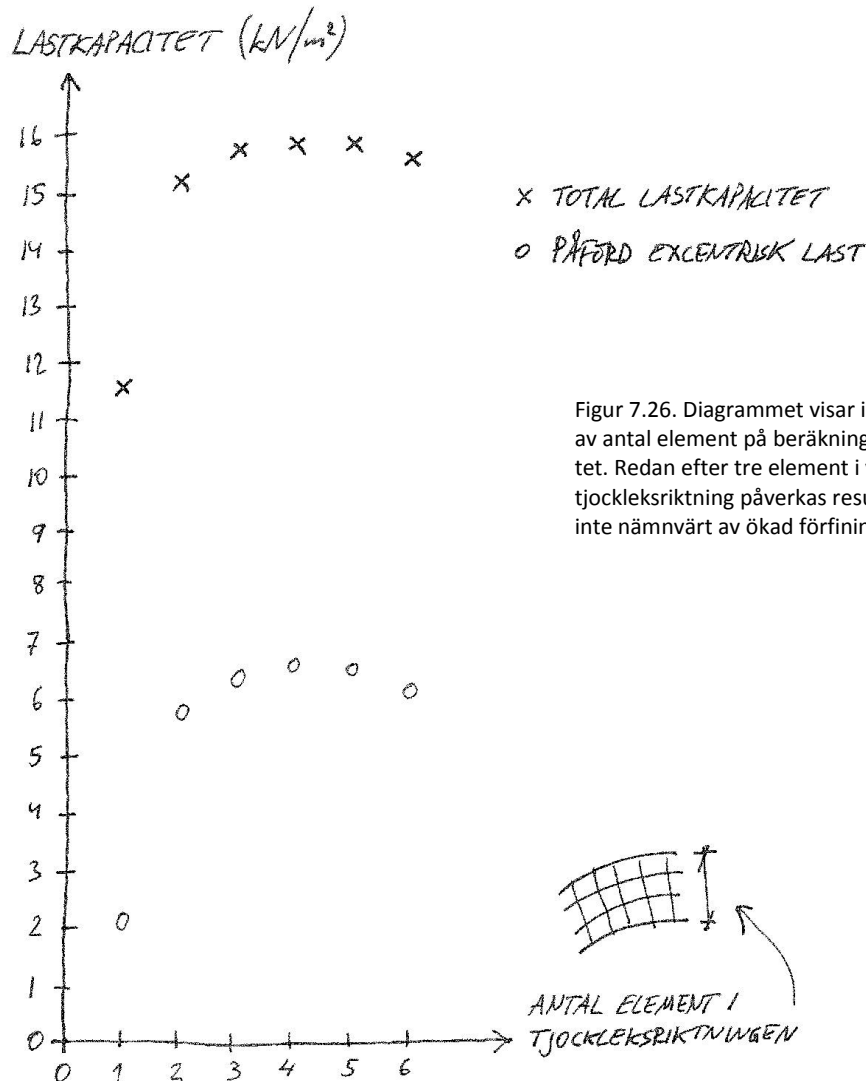 LASTKAPACITET (kN/m²)
16
15
14
13
12
11
10
9
8
7
6
5
4
3
2
1
0
0 1 2 3 4 5 6
× TOTAL LASTKAPACITET
o PÅFÖRD EXCENTRISK LAST
Figur 7.26. Diagrammet visar i
av antal element på beräkning
tet. Redan efter tre element i
tjockleksriktning påverkas resu
inte nämnvärt av ökad förfinin
ANTAL ELEMENT I
TJOCKLEKSRIKTNINGEN